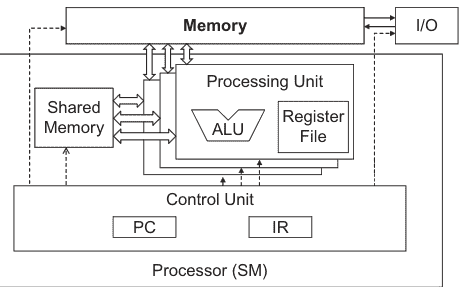 Memory
I/O
Processing Unit
Shared
Memory
ALU
Register
File
Control Unit
PC
IR
Processor (SM)